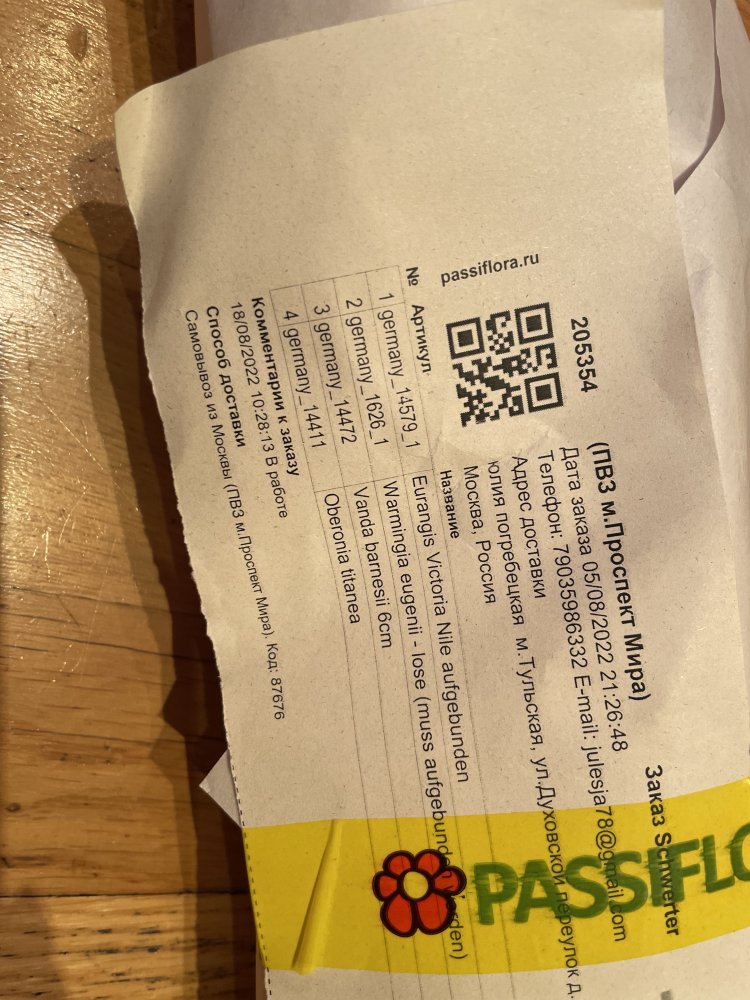 Заказ Schwerter
205354 (ПВЗ м.Проспект Мира)
Дата заказа 05/08/2022 21:26:48
Телефон: 79035986332 E-mail: julesja78@gmail.com
Адрес доставки
юлия погребецкая м.Тульская, ул.Духовской переулок д.
Москва, Россия
passiflora.ru
№ Артикул Название
1 germany_14579_1 Eurangis Victoria Nile aufgebunden
2 germany_1626_1 Warmingia eugenii - lose (muss aufgebunden werden)
3 germany_14472 Vanda barnesii 6cm
4 germany_14411 Oberonia titanea
Комментарии к заказу
18/08/2022 10:28:13 В работе
Способ доставки
Самовывоз из Москвы (ПВЗ м.Проспект Мира), Код: 87676
PASSIFLO